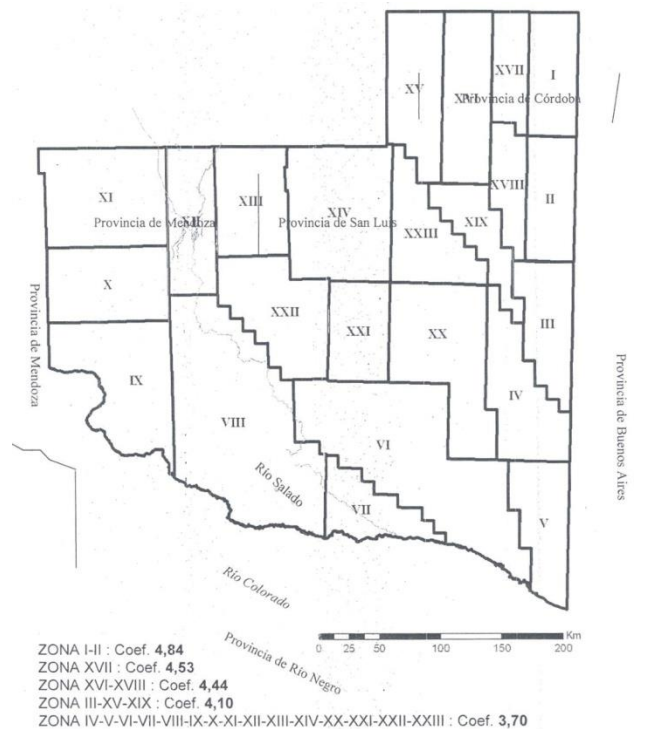 XVII
I
XV
XVI
Provincia de Córdoba
XVIII
II
XI
XII
XIII
XIV
Provincia de Mendoza
Provincia de San Luis
XXIII
XIX
X
Provincia de Mendoza
XXII
XXI
XX
III
IX
VIII
VI
IV
Provincia de Buenos Aires
Río Salado
VII
V
Río Colorado
Provincia de Río Negro
Km
0 25 50 100 150 200
ZONA I-II : Coef. 4,84
ZONA XVII : Coef. 4,53
ZONA XVI-XVIII : Coef. 4,44
ZONA III-XV-XIX : Coef. 4,10
ZONA IV-V-VI-VII-VIII-IX-X-XI-XII-XIII-XIV-XX-XXI-XXII-XXIII : Coef. 3,70